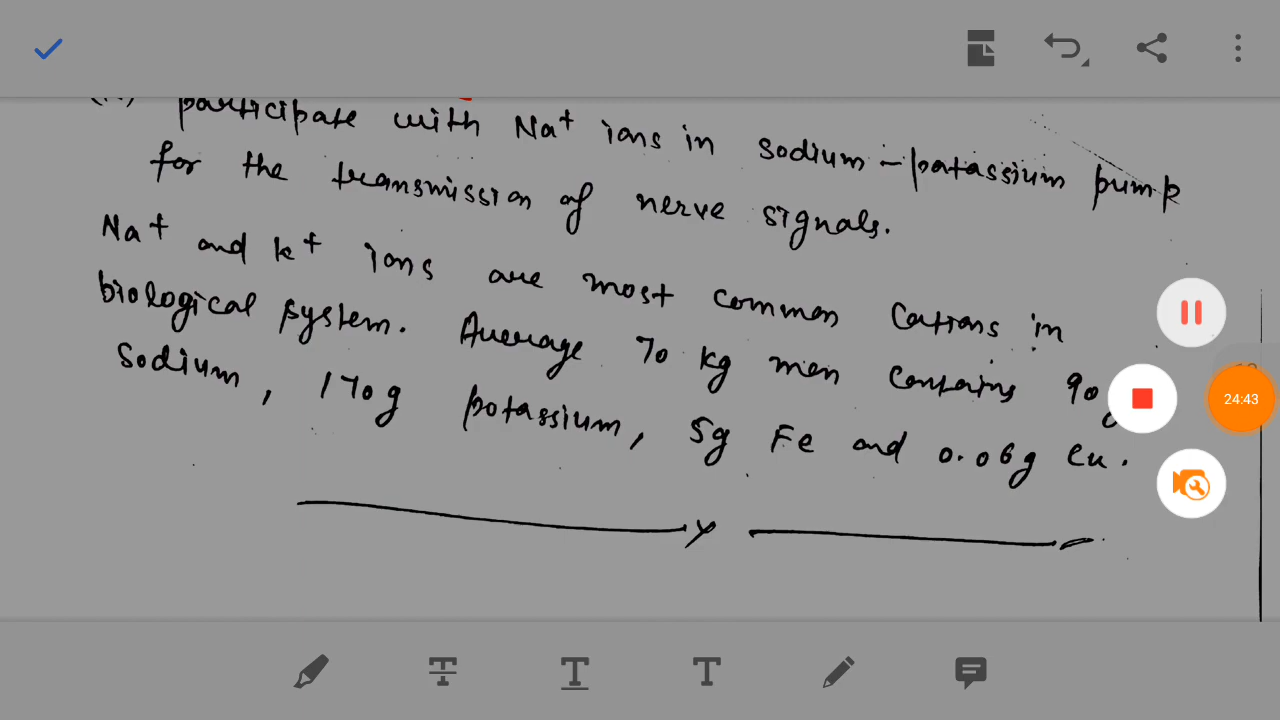 participate with Na+ ions in sodium - potassium pump
for the transmission of nerve signals.
Na+ and k+ ions are most common Cations in
biological system. Average 70 kg man contains 90g
Sodium, 170g potassium, 5g Fe and 0.06g Cu.
24:43